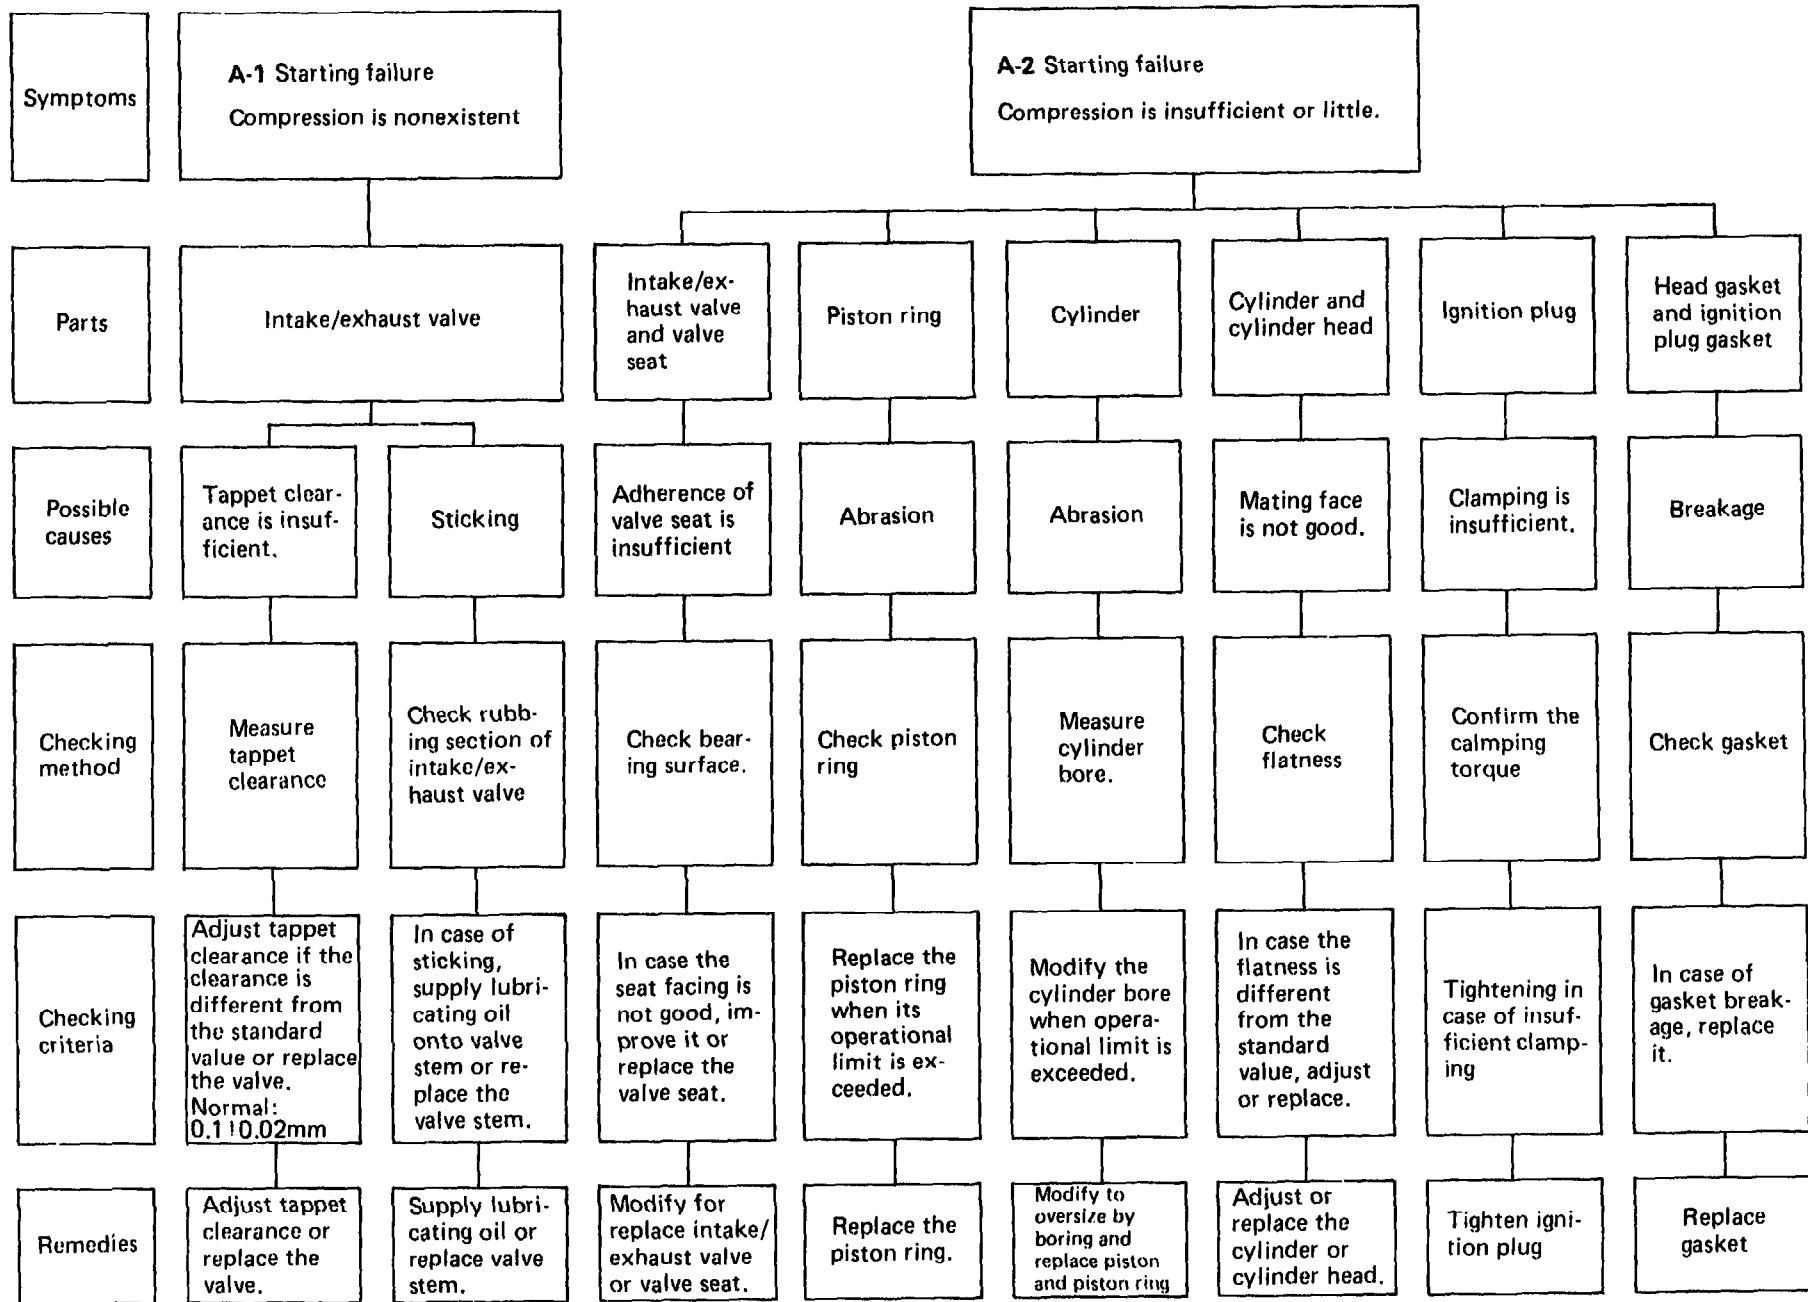 Symptoms
A-1 Starting failure
Compression is nonexistent
A-2 Starting failure
Compression is insufficient or little.
Parts
Intake/exhaust valve
Intake/ex-
haust valve
and valve
seat
Piston ring
Cylinder
Cylinder and
cylinder head
Ignition plug
Head gasket
and ignition
plug gasket
Possible
causes
Tappet clear-
ance is insuf-
ficient.
Sticking
Adherence of
valve seat is
insufficient
Abrasion
Abrasion
Mating face
is not good.
Clamping is
insufficient.
Breakage
Checking
method
Measure
tappet
clearance
Check rubb-
ing section of
intake/ex-
haust valve
Check bear-
ing surface.
Check piston
ring
Measure
cylinder
bore.
Check
flatness
Confirm the
calmping
torque
Check gasket
Checking
criteria
Adjust tappet
clearance if the
clearance is
different from
the standard
value or replace
the valve.
Normal:
0.1 ! 0.02mm
In case of
sticking,
supply lubri-
cating oil
onto valve
stem or re-
place the
valve stem.
In case the
seat facing is
not good, im-
prove it or
replace the
valve seat.
Replace the
piston ring
when its
operational
limit is ex-
ceeded.
Modify the
cylinder bore
when opera-
tional limit is
exceeded.
In case the
flatness is
different
from the
standard
value, adjust
or replace.
Tightening in
case of insuf-
ficient clamp-
ing
In case of
gasket break-
age, replace
it.
Remedies
Adjust tappet
clearance or
replace the
valve.
Supply lubri-
cating oil or
replace valve
stem.
Modify for
replace intake/
exhaust valve
or valve seat.
Replace the
piston ring.
Modify to
oversize by
boring and
replace piston
and piston ring
Adjust or
replace the
cylinder or
cylinder head.
Tighten igni-
tion plug
Replace
gasket